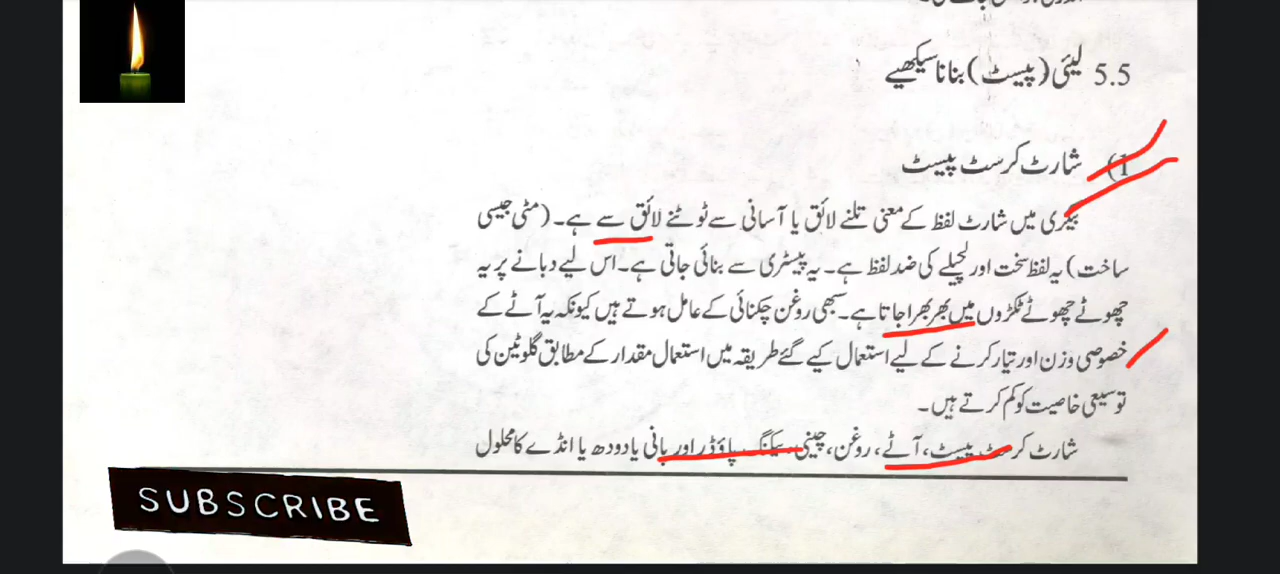 5.5 لیئی (پیسٹ) بنانا سیکھیے
1) شارٹ کرسٹ پیسٹ
بیکری میں شارٹ لفظ کے معنی تلنے لائق یا آسانی سے ٹوٹنے لائق سے ہے۔ (مٹی جیسی
ساخت) یہ لفظ سخت اور لچیلے کی ضد لفظ ہے۔ یہ پیسٹری سے بنائی جاتی ہے۔ اس لیے دبانے پر یہ
چھوٹے چھوٹے ٹکڑوں میں بھر بھرا جاتا ہے۔ سبھی روغن چکنائی کے عامل ہوتے ہیں کیونکہ یہ آٹے کے
خصوصی وزن اور تیار کرنے کے لیے استعمال کیے گئے طریقہ میں استعمال مقدار کے مطابق گلوٹین کی
توسیعی خاصیت کو کم کرتے ہیں۔
شارٹ کرسٹ پیسٹ، آٹے، روغن، چینی، بیکنگ پاؤڈر اور پانی یا دودھ یا انڈے کا محلول
SUBSCRIBE